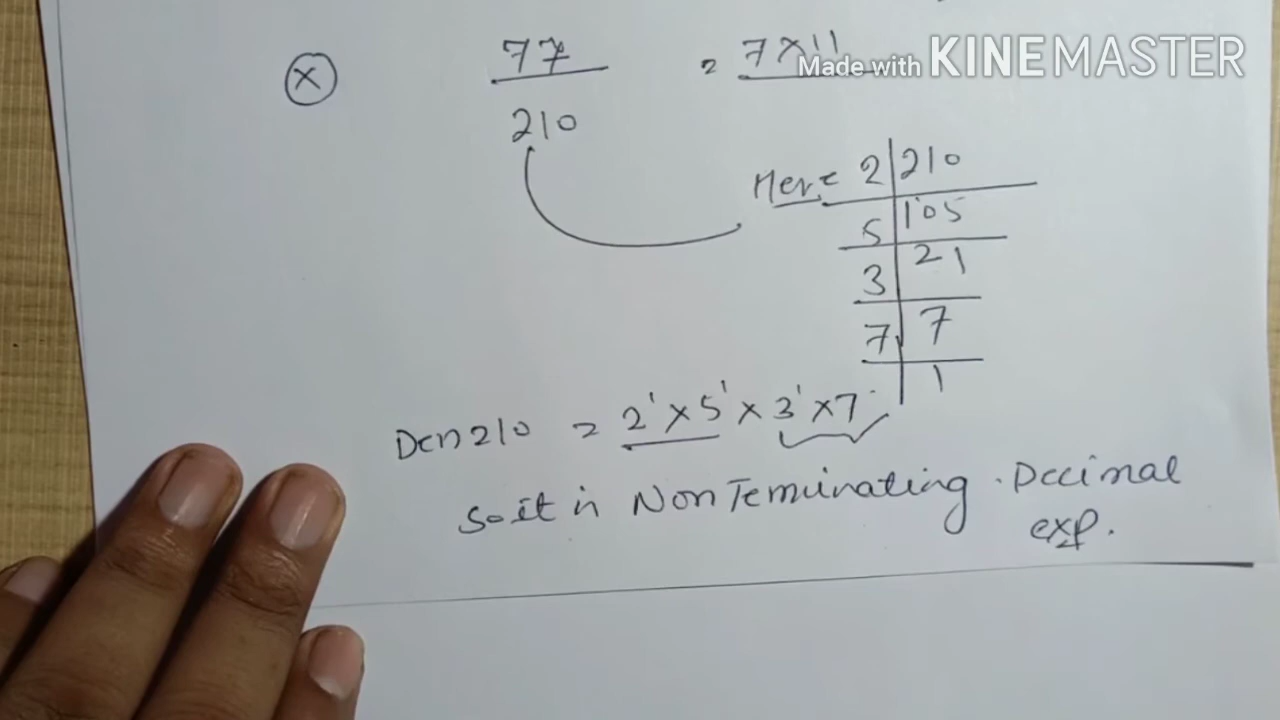 Made with KINEMASTER
(x) 77/210 = 7×11
Here 2 | 210
5 | 105
3 | 21
7 | 7
1
Den 210 = 2¹ × 5¹ × 3¹ × 7
So it is Non Terminating . Decimal
exp.